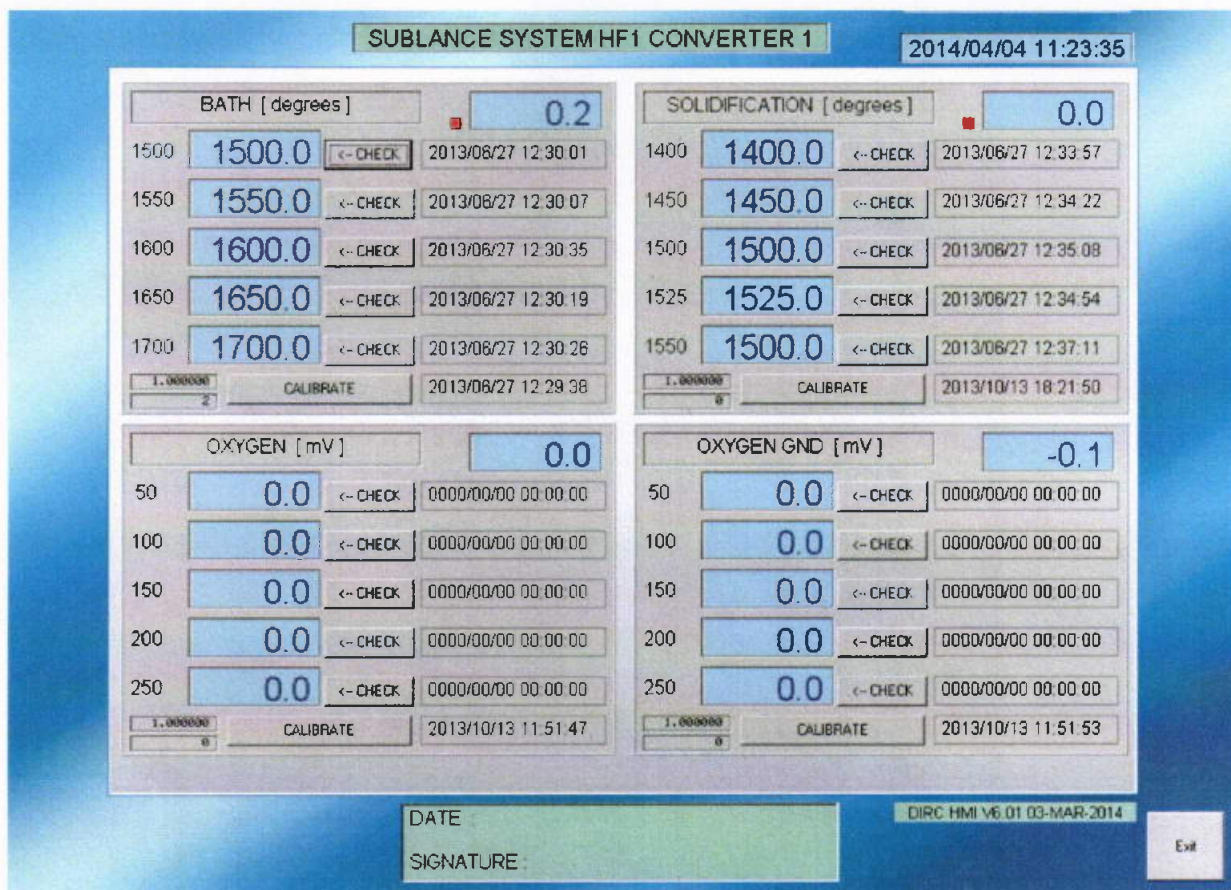 SUBLANCE SYSTEM HF1 CONVERTER 1
2014/04/04 11:23:35
BATH [ degrees ] 0.2
1500 1500.0 <-- CHECK 2013/06/27 12:30:01
1550 1550.0 <-- CHECK 2013/06/27 12:30:07
1600 1600.0 <-- CHECK 2013/06/27 12:30:35
1650 1650.0 <-- CHECK 2013/06/27 12:30:19
1700 1700.0 <-- CHECK 2013/06/27 12:30:26
1.000000
2 CALIBRATE 2013/06/27 12:29:38
SOLIDIFICATION [ degrees ] 0.0
1400 1400.0 <-- CHECK 2013/06/27 12:33:57
1450 1450.0 <-- CHECK 2013/06/27 12:34:22
1500 1500.0 <-- CHECK 2013/06/27 12:35:08
1525 1525.0 <-- CHECK 2013/06/27 12:34:54
1550 1500.0 <-- CHECK 2013/06/27 12:37:11
1.000000
0 CALIBRATE 2013/10/13 18:21:50
OXYGEN [ mV ] 0.0
50 0.0 <-- CHECK 0000/00/00 00:00:00
100 0.0 <-- CHECK 0000/00/00 00:00:00
150 0.0 <-- CHECK 0000/00/00 00:00:00
200 0.0 <-- CHECK 0000/00/00 00:00:00
250 0.0 <-- CHECK 0000/00/00 00:00:00
1.000000
0 CALIBRATE 2013/10/13 11:51:47
OXYGEN GND [ mV ] -0.1
50 0.0 <-- CHECK 0000/00/00 00:00:00
100 0.0 <-- CHECK 0000/00/00 00:00:00
150 0.0 <-- CHECK 0000/00/00 00:00:00
200 0.0 <-- CHECK 0000/00/00 00:00:00
250 0.0 <-- CHECK 0000/00/00 00:00:00
1.000000
0 CALIBRATE 2013/10/13 11:51:53
DATE :
SIGNATURE :
DIRC HMI V6.01 03-MAR-2014
Exit